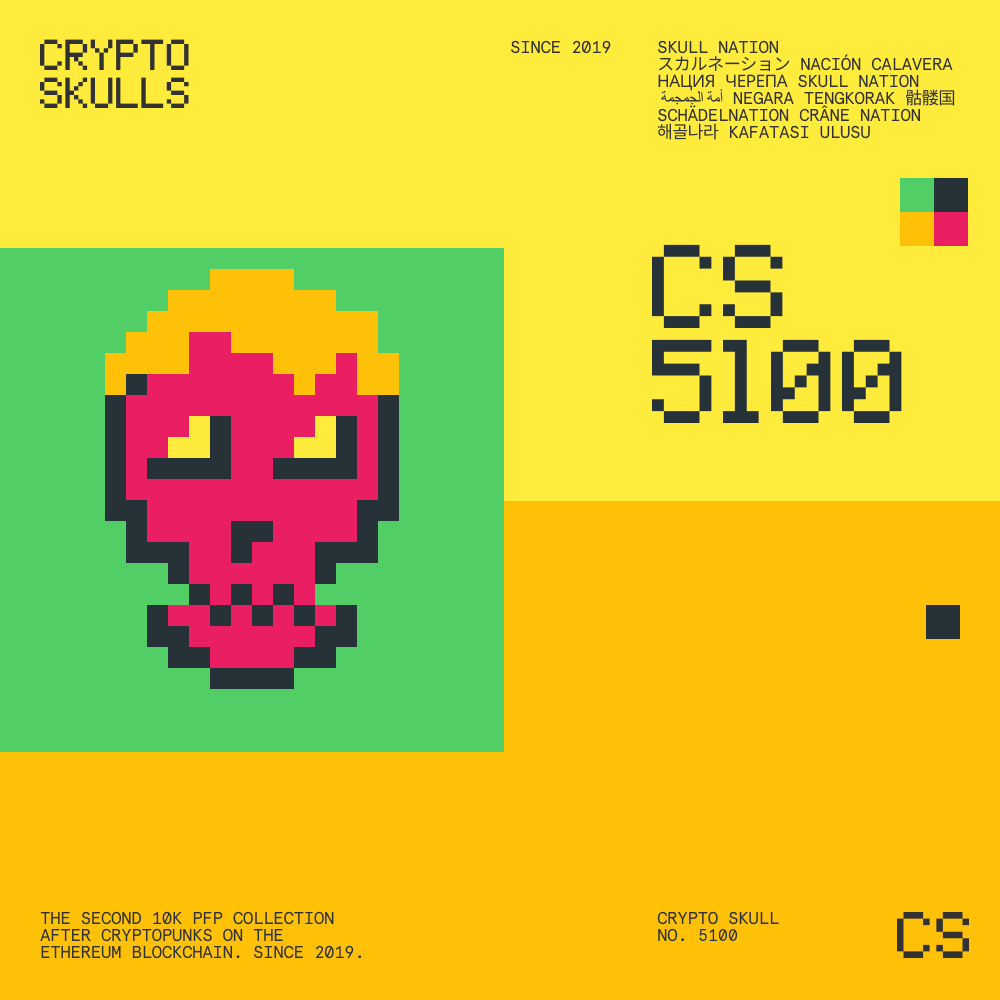 CRYPTO
SKULLS
SINCE 2019
SKULL NATION
スカルネーション NACIÓN CALAVERA
НАЦИЯ ЧЕРЕПА SKULL NATION
أمة الجمجمة NEGARA TENGKORAK 骷髅国
SCHÄDELNATION CRÂNE NATION
해골나라 KAFATASI ULUSU
CS
5100
THE SECOND 10K PFP COLLECTION
AFTER CRYPTOPUNKS ON THE
ETHEREUM BLOCKCHAIN. SINCE 2019.
CRYPTO SKULL
NO. 5100
CS